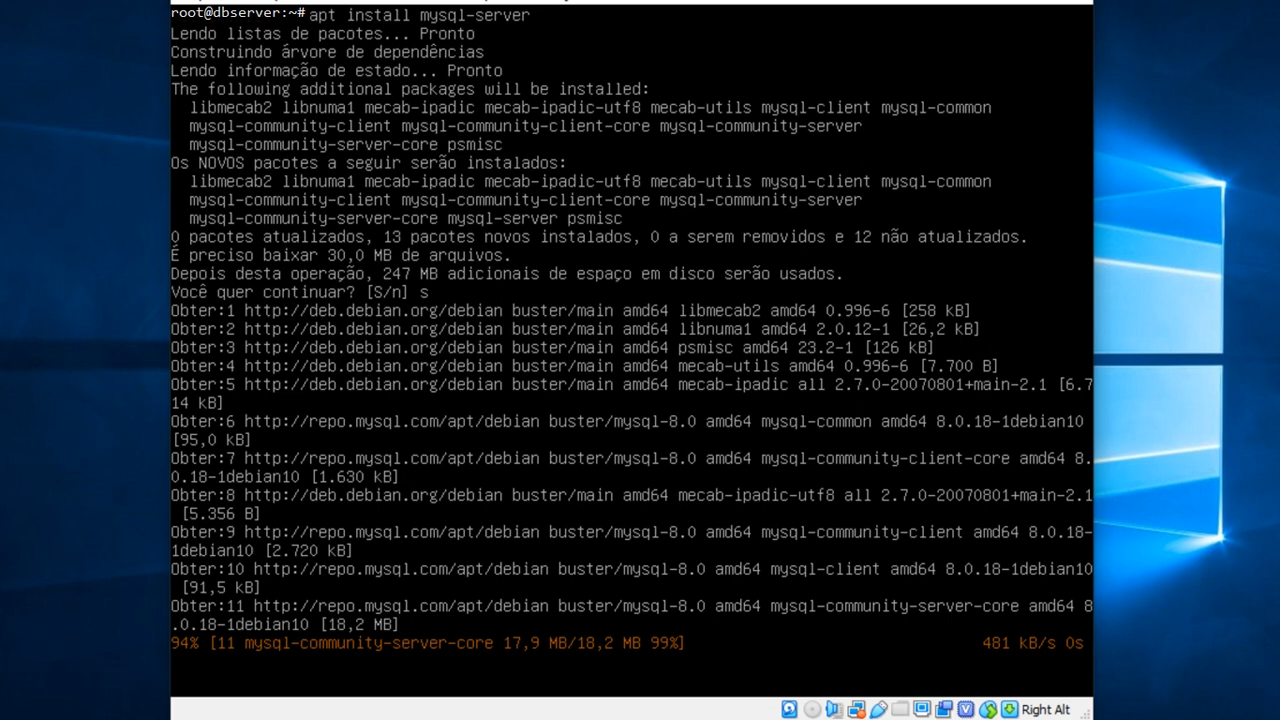 root@dbserver:~# apt install mysql-server
Lendo listas de pacotes... Pronto
Construindo árvore de dependências
Lendo informação de estado... Pronto
The following additional packages will be installed:
libmecab2 libnuma1 mecab-ipadic mecab-ipadic-utf8 mecab-utils mysql-client mysql-common
mysql-community-client mysql-community-client-core mysql-community-server
mysql-community-server-core psmisc
Os NOVOS pacotes a seguir serão instalados:
libmecab2 libnuma1 mecab-ipadic mecab-ipadic-utf8 mecab-utils mysql-client mysql-common
mysql-community-client mysql-community-client-core mysql-community-server
mysql-community-server-core mysql-server psmisc
0 pacotes atualizados, 13 pacotes novos instalados, 0 a serem removidos e 12 não atualizados.
É preciso baixar 30,0 MB de arquivos.
Depois desta operação, 247 MB adicionais de espaço em disco serão usados.
Você quer continuar? [S/n] s
Obter:1 http://deb.debian.org/debian buster/main amd64 libmecab2 amd64 0.996-6 [258 kB]
Obter:2 http://deb.debian.org/debian buster/main amd64 libnuma1 amd64 2.0.12-1 [26,2 kB]
Obter:3 http://deb.debian.org/debian buster/main amd64 psmisc amd64 23.2-1 [126 kB]
Obter:4 http://deb.debian.org/debian buster/main amd64 mecab-utils amd64 0.996-6 [7.700 B]
Obter:5 http://deb.debian.org/debian buster/main amd64 mecab-ipadic all 2.7.0-20070801+main-2.1 [6.7
14 kB]
Obter:6 http://repo.mysql.com/apt/debian buster/mysql-8.0 amd64 mysql-common amd64 8.0.18-1debian10
[95,0 kB]
Obter:7 http://repo.mysql.com/apt/debian buster/mysql-8.0 amd64 mysql-community-client-core amd64 8.
0.18-1debian10 [1.630 kB]
Obter:8 http://deb.debian.org/debian buster/main amd64 mecab-ipadic-utf8 all 2.7.0-20070801+main-2.1
[5.356 B]
Obter:9 http://repo.mysql.com/apt/debian buster/mysql-8.0 amd64 mysql-community-client amd64 8.0.18-
1debian10 [2.720 kB]
Obter:10 http://repo.mysql.com/apt/debian buster/mysql-8.0 amd64 mysql-client amd64 8.0.18-1debian10
[91,5 kB]
Obter:11 http://repo.mysql.com/apt/debian buster/mysql-8.0 amd64 mysql-community-server-core amd64 8
.0.18-1debian10 [18,2 MB]
94% [11 mysql-community-server-core 17,9 MB/18,2 MB 99%] 481 kB/s 0s
Right Alt